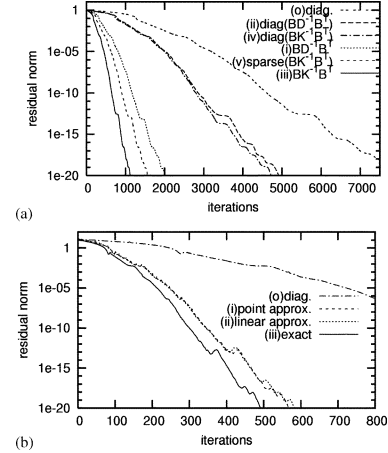 (o)diag.
(ii)diag(BD⁻¹Bᵀ)
(iv)diag(BK⁻¹Bᵀ)
(i)BD⁻¹Bᵀ
(v)sparse(BK⁻¹Bᵀ)
(iii)BK⁻¹Bᵀ
1
1e-05
1e-10
1e-15
1e-20
residual norm
0 1000 2000 3000 4000 5000 6000 7000
iterations
(a)
(o)diag.
(i)point approx.
(ii)linear approx.
(iii)exact
1
1e-05
1e-10
1e-15
1e-20
residual norm
0 100 200 300 400 500 600 700 800
iterations
(b)